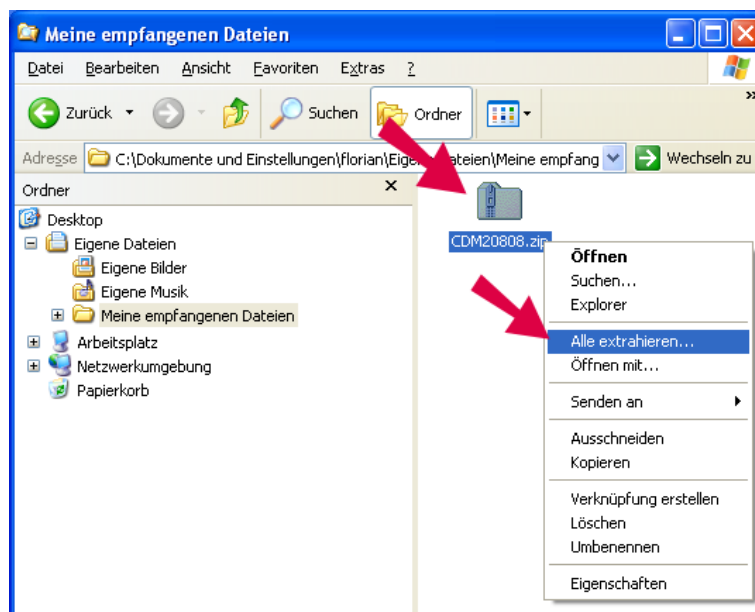 Meine empfangenen Dateien
Datei Bearbeiten Ansicht Favoriten Extras ?
Zurück Suchen Ordner
Adresse C:\Dokumente und Einstellungen\florian\Eige ateien\Meine empfang Wechseln zu
Ordner
Desktop
Eigene Dateien
Eigene Bilder
Eigene Musik
Meine empfangenen Dateien
Arbeitsplatz
Netzwerkumgebung
Papierkorb
CDM20808.zip
Öffnen
Suchen...
Explorer
Alle extrahieren...
Öffnen mit...
Senden an
Ausschneiden
Kopieren
Verknüpfung erstellen
Löschen
Umbenennen
Eigenschaften